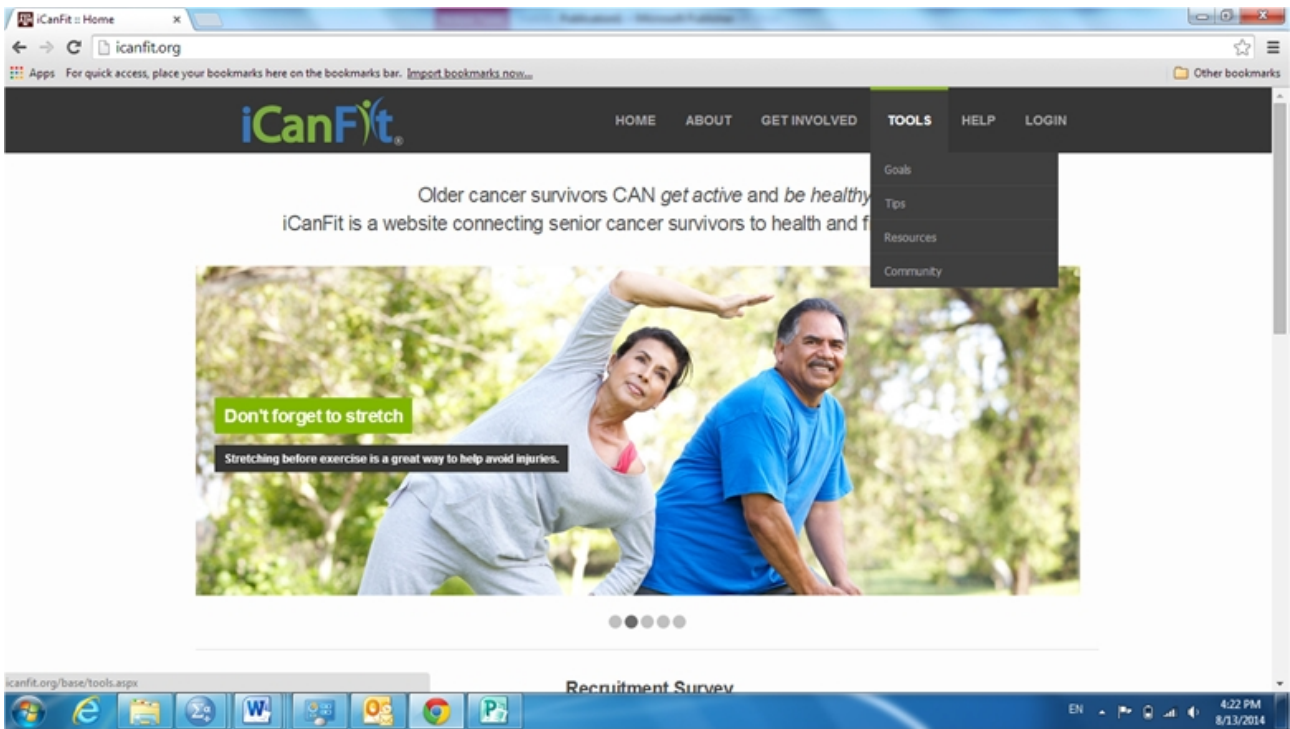 iCanFit :: Home
icanfit.org
Apps For quick access, place your bookmarks here on the bookmarks bar. Import bookmarks now...
Other bookmarks
iCanFit®
HOME ABOUT GET INVOLVED TOOLS HELP LOGIN
Goals
Tips
Resources
Community
Older cancer survivors CAN get active and be healthy
iCanFit is a website connecting senior cancer survivors to health and f
Don't forget to stretch
Stretching before exercise is a great way to help avoid injuries.
Recruitment Survey
icanfit.org/base/tools.aspx
EN
4:22 PM
8/13/2014